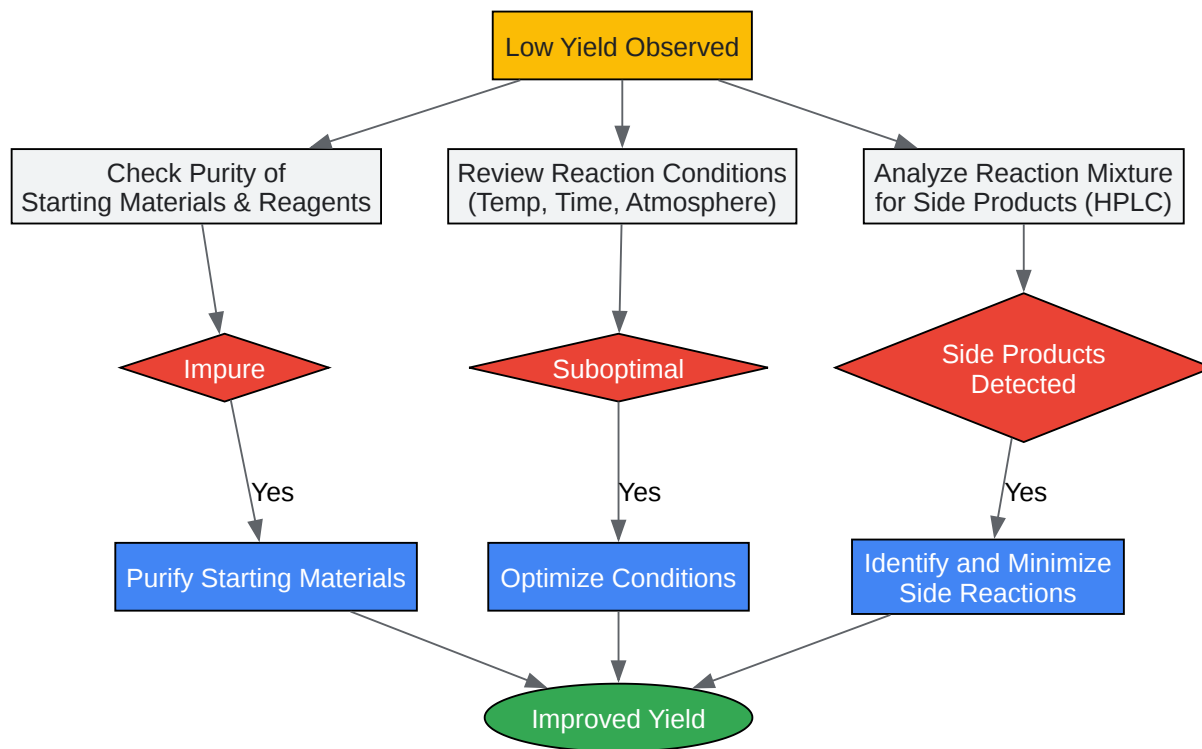 Low Yield Observed
Check Purity of
Starting Materials & Reagents
Review Reaction Conditions
(Temp, Time, Atmosphere)
Analyze Reaction Mixture
for Side Products (HPLC)
Impure
Suboptimal
Side Products
Detected
Yes
Yes
Yes
Purify Starting Materials
Optimize Conditions
Identify and Minimize
Side Reactions
Improved Yield